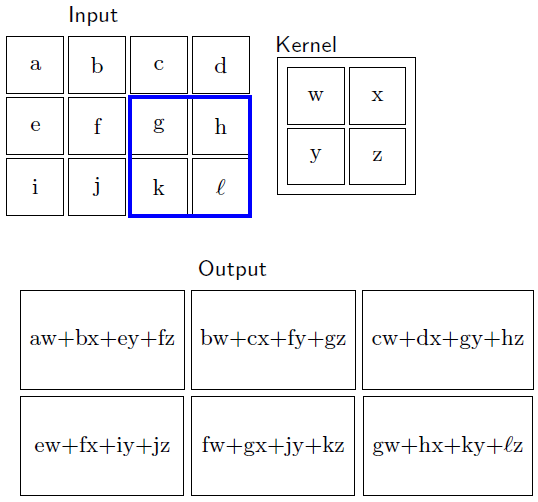 Input
Kernel
a b c d
w x
e f g h
y z
i j k ℓ
Output
aw+bx+ey+fz bw+cx+fy+gz cw+dx+gy+hz
ew+fx+iy+jz fw+gx+jy+kz gw+hx+ky+ℓz